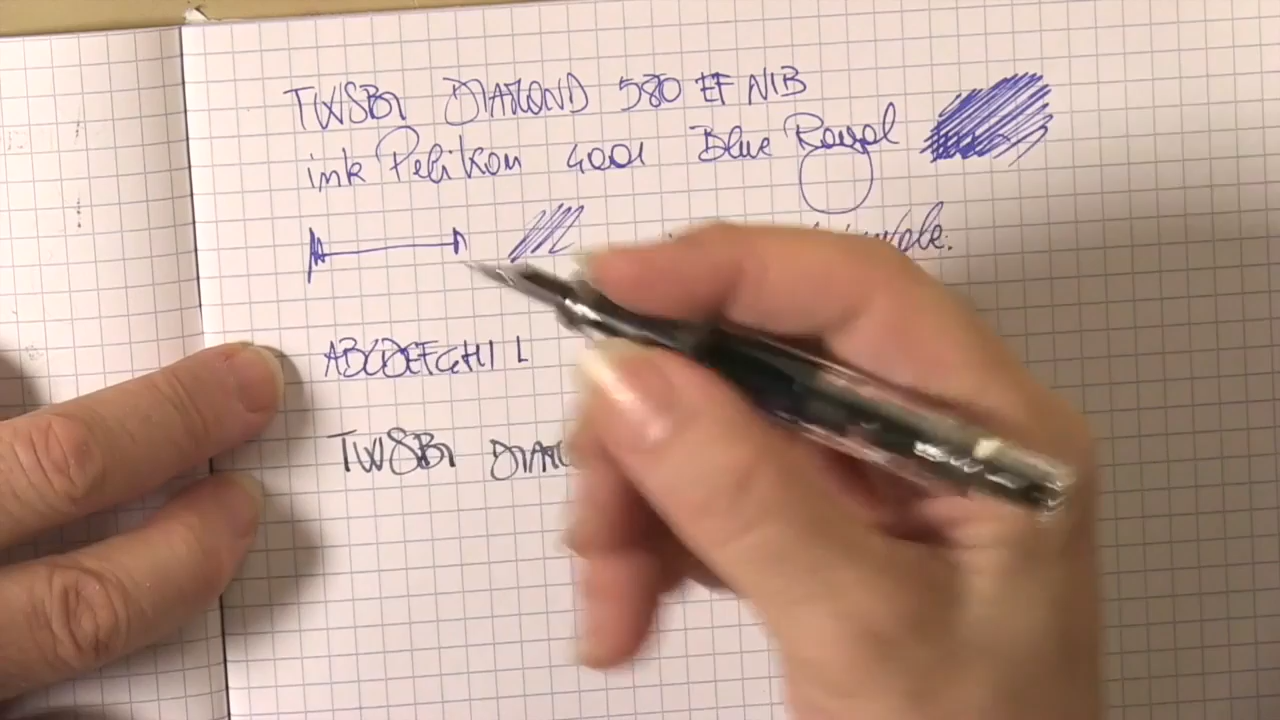 TWSBI DIAMOND 580 EF NIB
ink Pelikan 4001 Blue Royal
ABCDEFGHI L
TWSBI